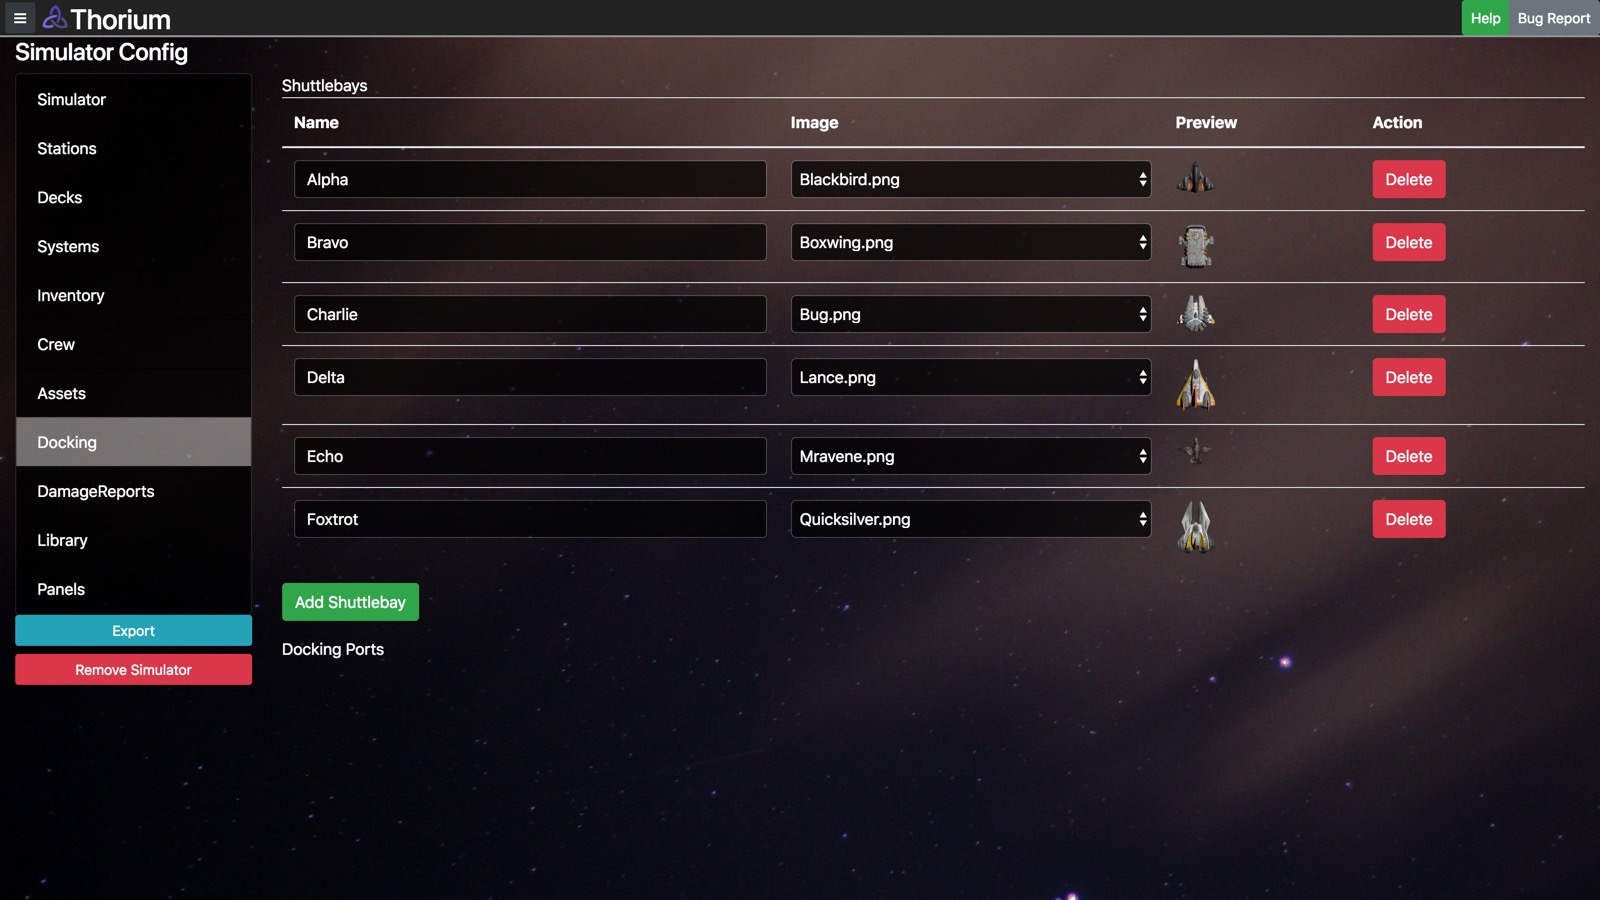 Thorium
Help
Bug Report
Simulator Config
Simulator
Stations
Decks
Systems
Inventory
Crew
Assets
Docking
DamageReports
Library
Panels
Export
Remove Simulator
Shuttlebays
Name Image Preview Action
Alpha Blackbird.png Delete
Bravo Boxwing.png Delete
Charlie Bug.png Delete
Delta Lance.png Delete
Echo Mravene.png Delete
Foxtrot Quicksilver.png Delete
Add Shuttlebay
Docking Ports